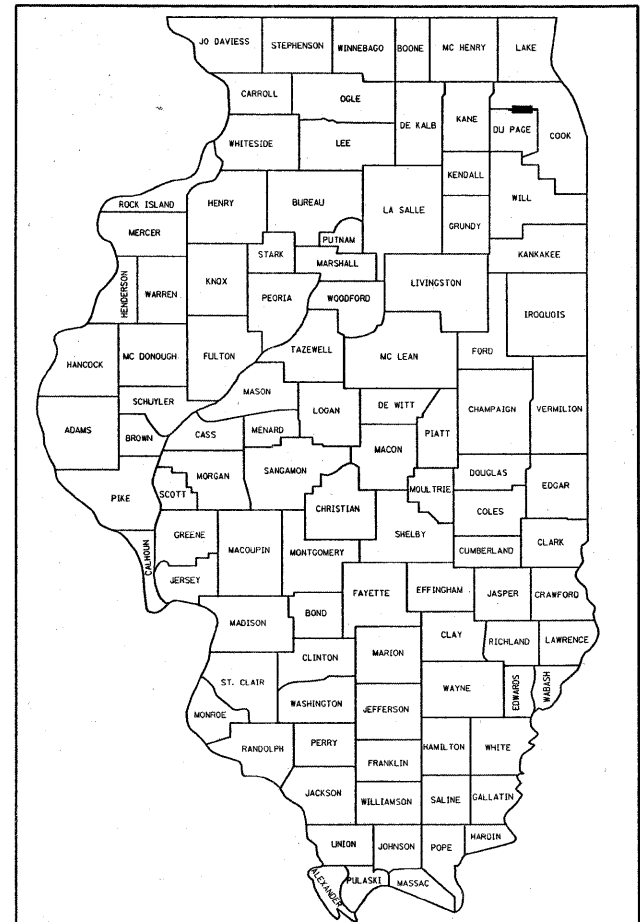 JO DAVIESS
STEPHENSON
WINNEBAGO
BOONE
MC HENRY
LAKE
CARROLL
OGLE
DE KALB
KANE
DU PAGE
COOK
WHITESIDE
LEE
KENDALL
WILL
ROCK ISLAND
HENRY
BUREAU
LA SALLE
GRUNDY
MERCER
PUTNAM
STARK
MARSHALL
KANKAKEE
HENDERSON
WARREN
KNOX
PEORIA
WOODFORD
LIVINGSTON
IROQUOIS
HANCOCK
MC DONOUGH
FULTON
TAZEWELL
MC LEAN
FORD
SCHUYLER
MASON
LOGAN
DE WITT
CHAMPAIGN
VERMILION
ADAMS
BROWN
CASS
MENARD
MACON
PIATT
PIKE
SCOTT
MORGAN
SANGAMON
CHRISTIAN
MOULTRIE
DOUGLAS
EDGAR
COLES
CALHOUN
GREENE
MACOUPIN
MONTGOMERY
SHELBY
CUMBERLAND
CLARK
JERSEY
FAYETTE
EFFINGHAM
JASPER
CRAWFORD
MADISON
BOND
CLAY
RICHLAND
LAWRENCE
CLINTON
MARION
ST. CLAIR
WAYNE
EDWARDS
WABASH
MONROE
WASHINGTON
JEFFERSON
RANDOLPH
PERRY
HAMILTON
WHITE
FRANKLIN
JACKSON
WILLIAMSON
SALINE
GALLATIN
UNION
JOHNSON
POPE
HARDIN
ALEXANDER
PULASKI
MASSAC